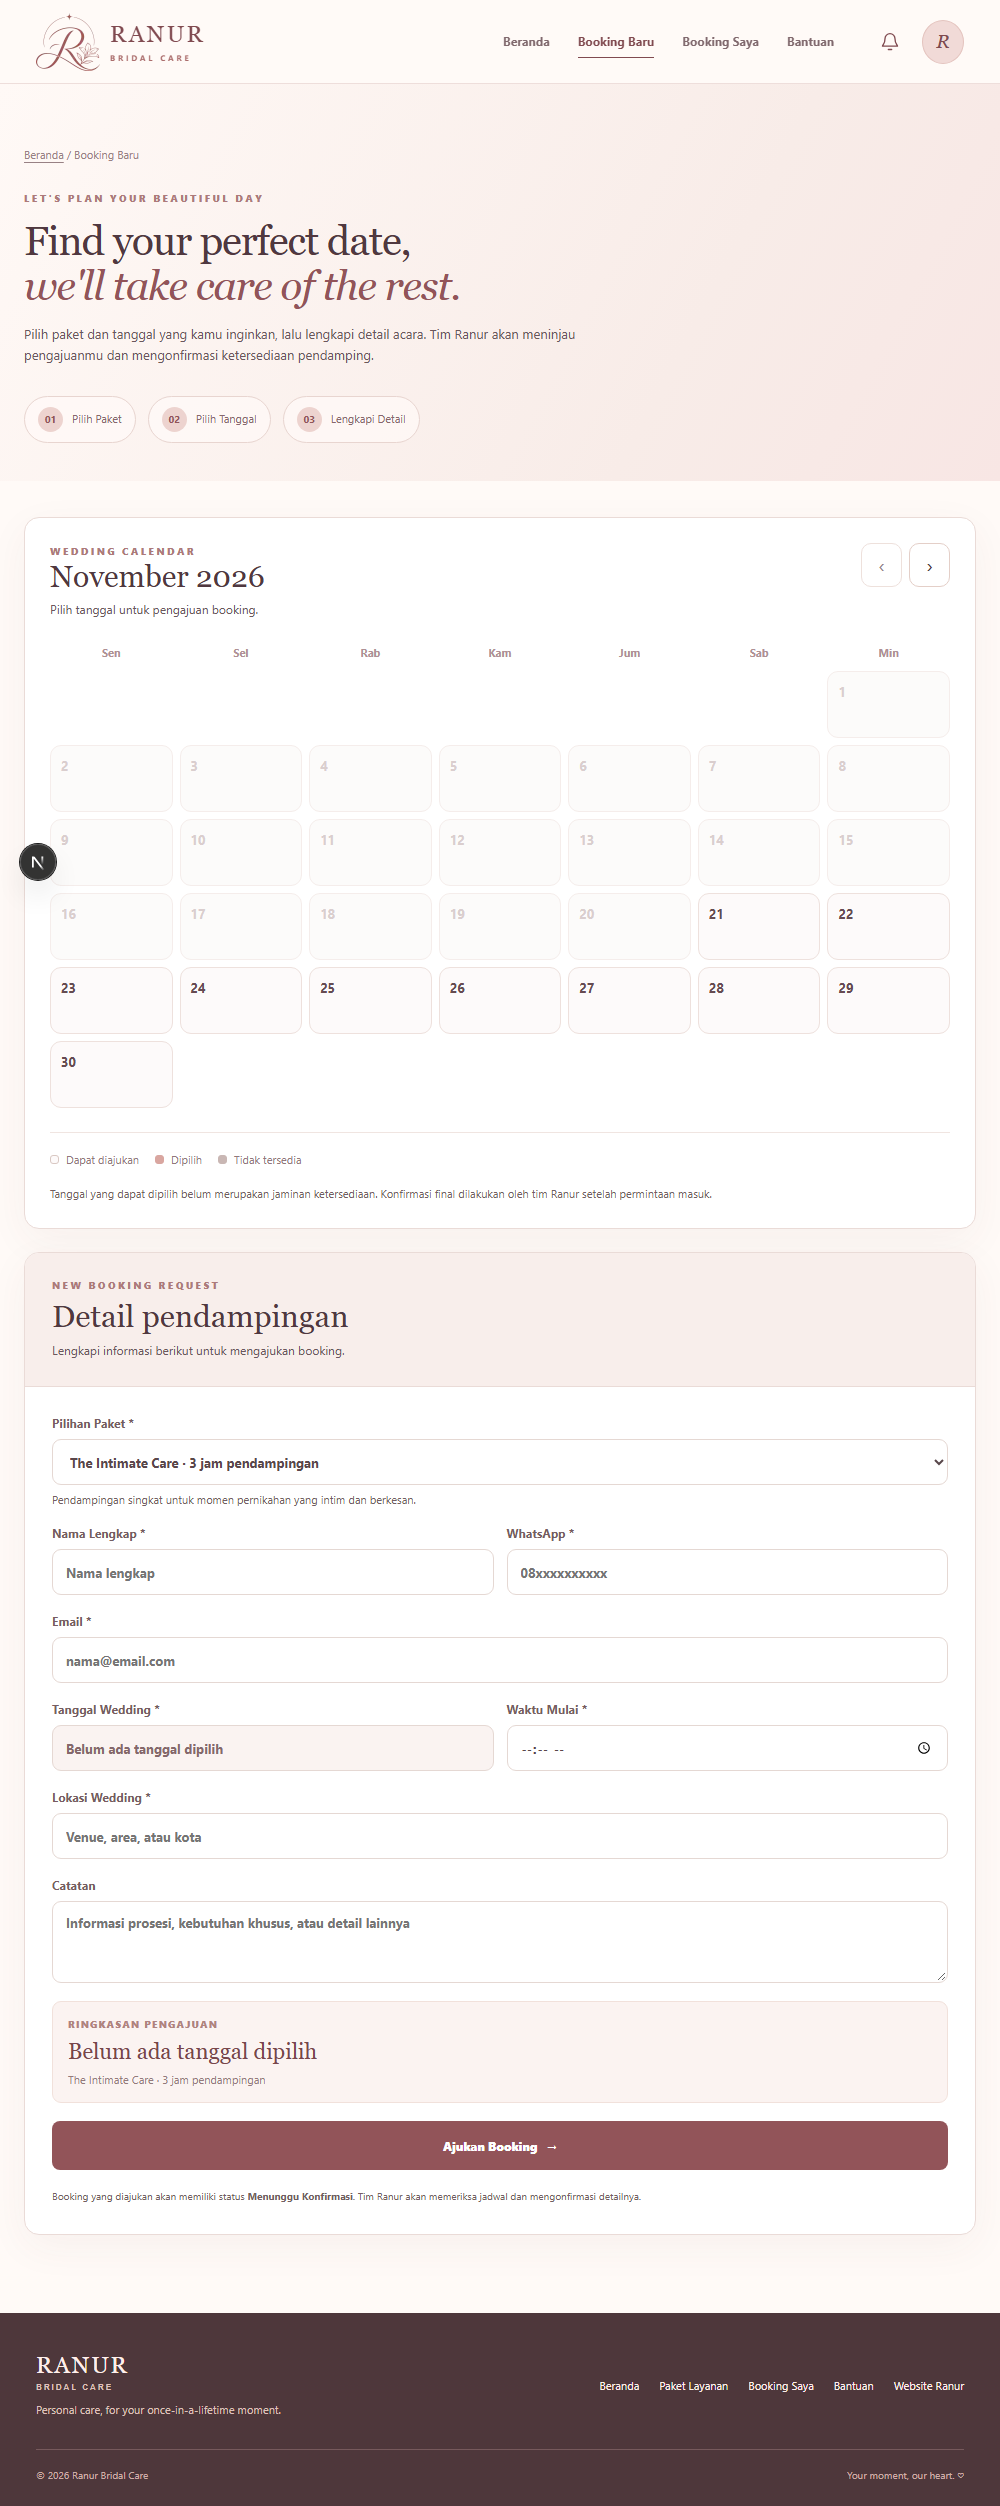 RANUR
BRIDAL CARE
Beranda
Booking Baru
Booking Saya
Bantuan
R
Beranda / Booking Baru
LET'S PLAN YOUR BEAUTIFUL DAY
Find your perfect date,
we'll take care of the rest.
Pilih paket dan tanggal yang kamu inginkan, lalu lengkapi detail acara. Tim Ranur akan meninjau
pengajuanmu dan mengonfirmasi ketersediaan pendamping.
01 Pilih Paket
02 Pilih Tanggal
03 Lengkapi Detail
WEDDING CALENDAR
November 2026
Pilih tanggal untuk pengajuan booking.
‹ ›
Sen Sel Rab Kam Jum Sab Min
1
2 3 4 5 6 7 8
9 10 11 12 13 14 15
16 17 18 19 20 21 22
23 24 25 26 27 28 29
30
N
Dapat diajukan Dipilih Tidak tersedia
Tanggal yang dapat dipilih belum merupakan jaminan ketersediaan. Konfirmasi final dilakukan oleh tim Ranur setelah permintaan masuk.
NEW BOOKING REQUEST
Detail pendampingan
Lengkapi informasi berikut untuk mengajukan booking.
Pilihan Paket *
The Intimate Care · 3 jam pendampingan
Pendampingan singkat untuk momen pernikahan yang intim dan berkesan.
Nama Lengkap * WhatsApp *
Nama lengkap 08xxxxxxxxxx
Email *
nama@email.com
Tanggal Wedding * Waktu Mulai *
Belum ada tanggal dipilih --:-- --
Lokasi Wedding *
Venue, area, atau kota
Catatan
Informasi prosesi, kebutuhan khusus, atau detail lainnya
RINGKASAN PENGAJUAN
Belum ada tanggal dipilih
The Intimate Care · 3 jam pendampingan
Ajukan Booking →
Booking yang diajukan akan memiliki status Menunggu Konfirmasi. Tim Ranur akan memeriksa jadwal dan mengonfirmasi detailnya.
RANUR
BRIDAL CARE
Personal care, for your once-in-a-lifetime moment.
Beranda Paket Layanan Booking Saya Bantuan Website Ranur
© 2026 Ranur Bridal Care
Your moment, our heart. ♡